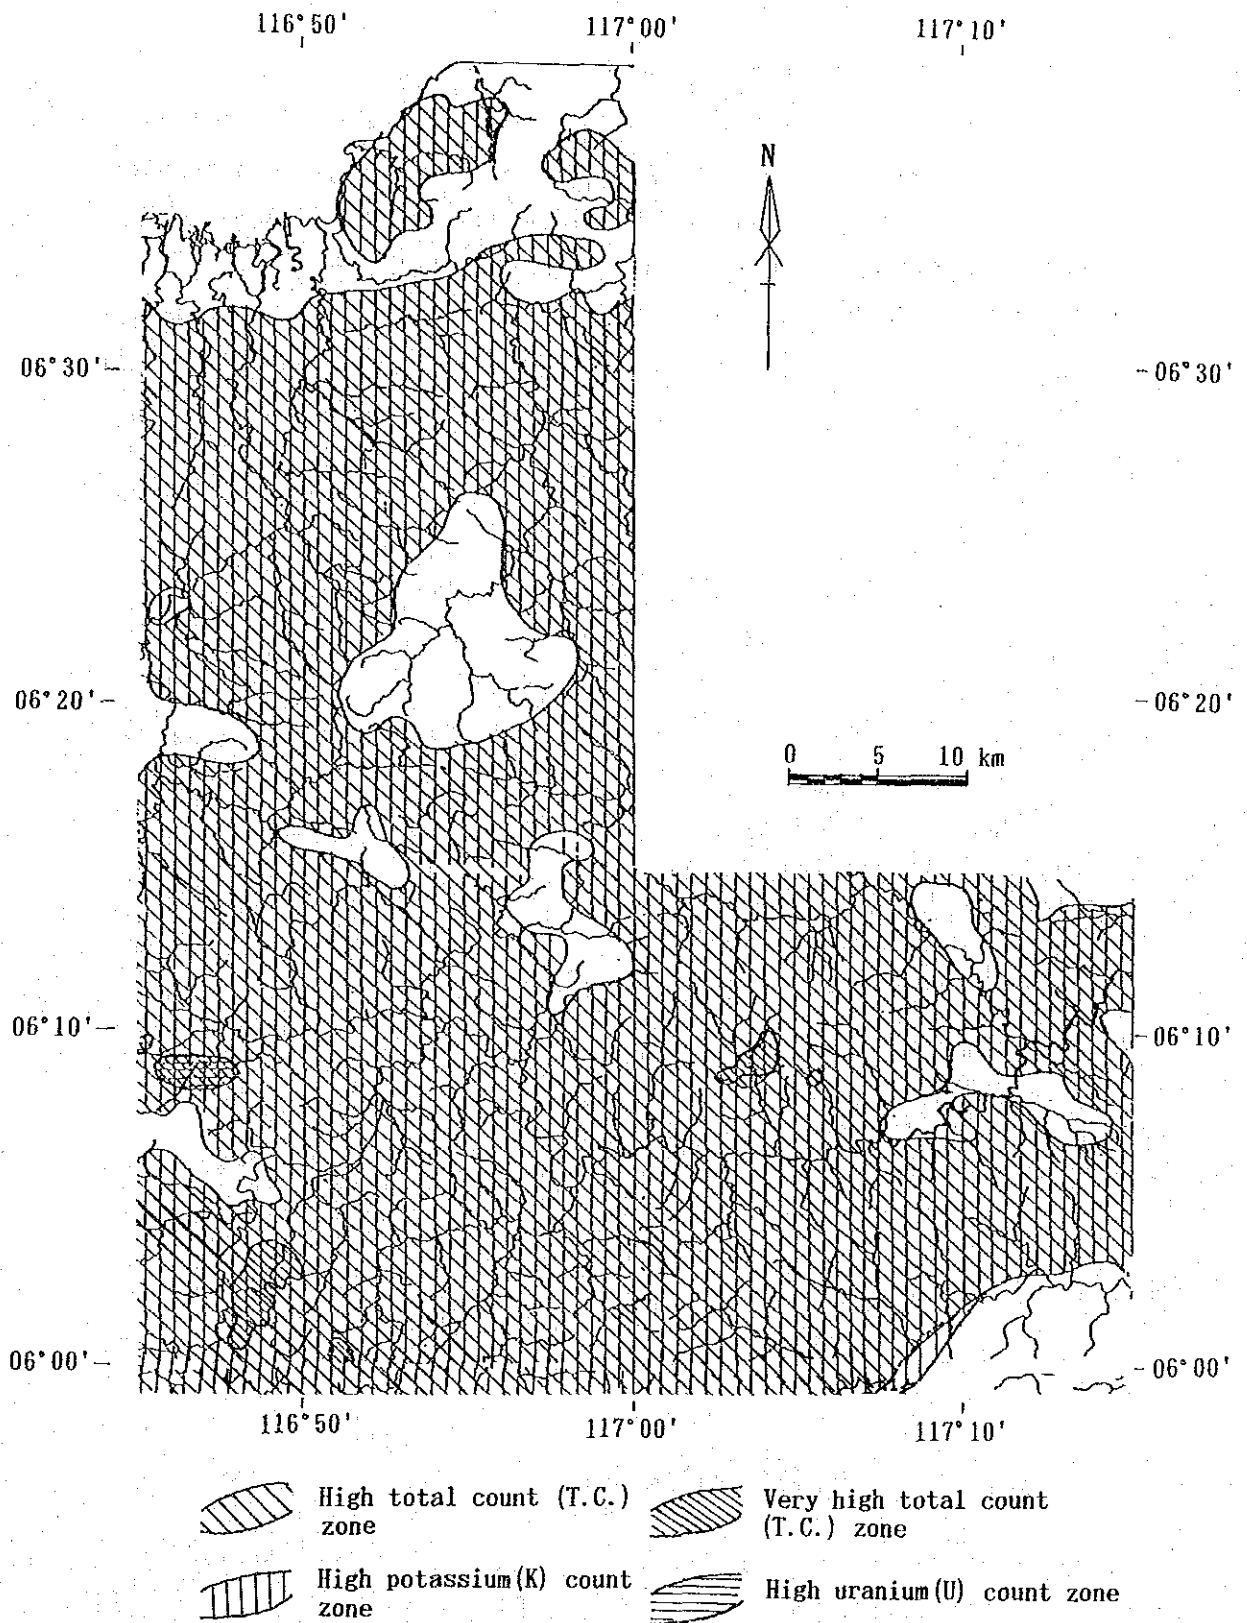 116°50' 117°00' 117°10'
N
06°30' 06°30'
06°20' 06°20'
0 5 10 km
06°10' 06°10'
06°00' 06°00'
116°50' 117°00' 117°10'
High total count (T.C.) zone
Very high total count (T.C.) zone
High potassium(K) count zone
High uranium(U) count zone